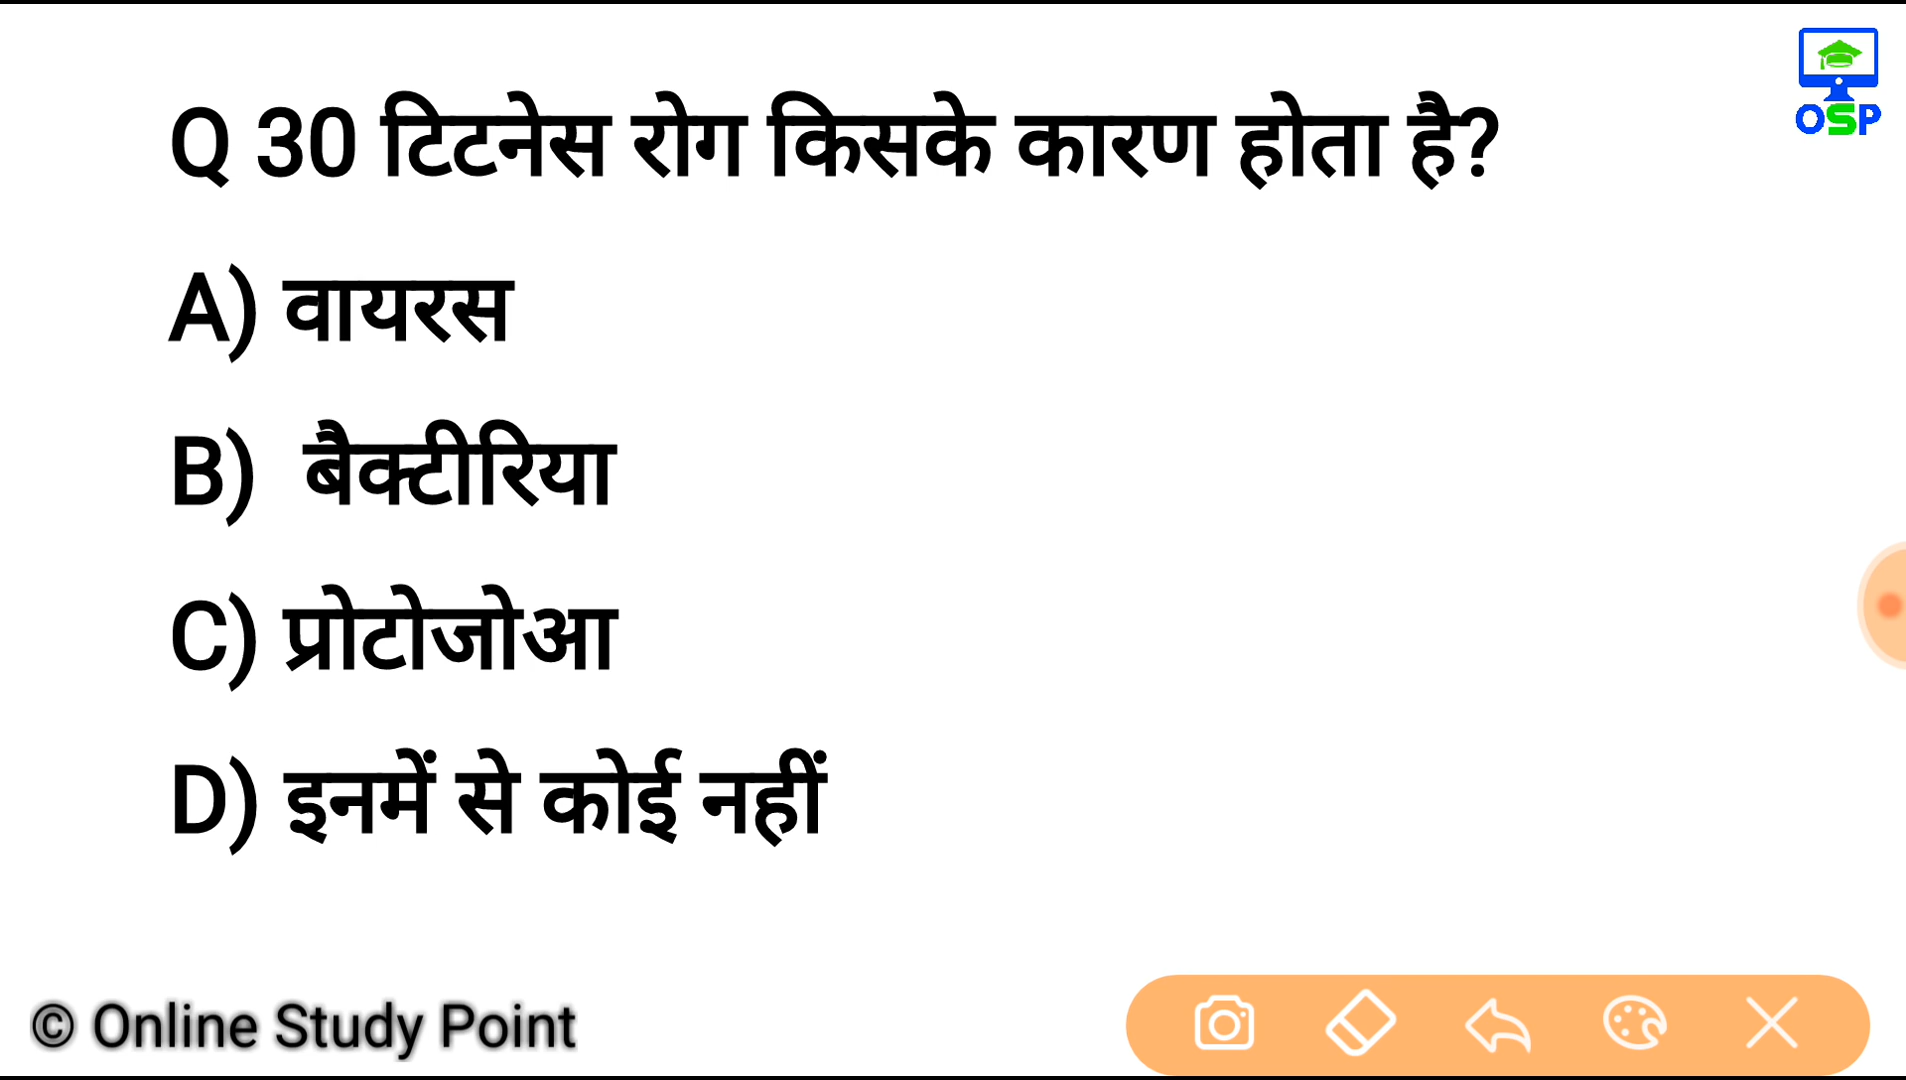 OSP
Q 30 टिटनेस रोग किसके कारण होता है?
A) वायरस
B) बैक्टीरिया
C) प्रोटोजोआ
D) इनमें से कोई नहीं
© Online Study Point